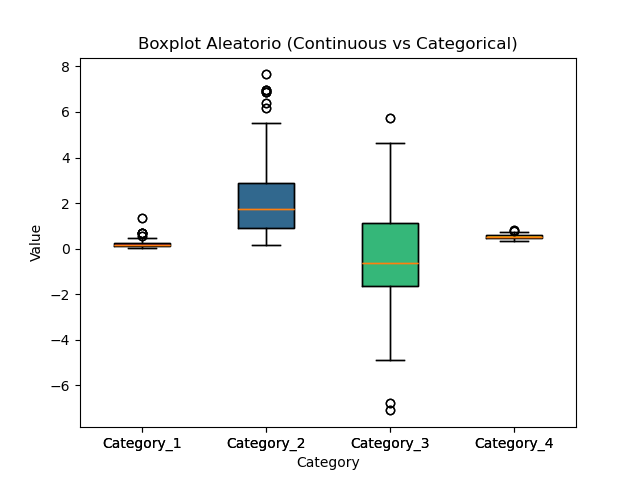 Boxplot Aleatorio (Continuous vs Categorical)
8
6
4
2
0
−2
−4
−6
Value
Category_1 Category_2 Category_3 Category_4
Category